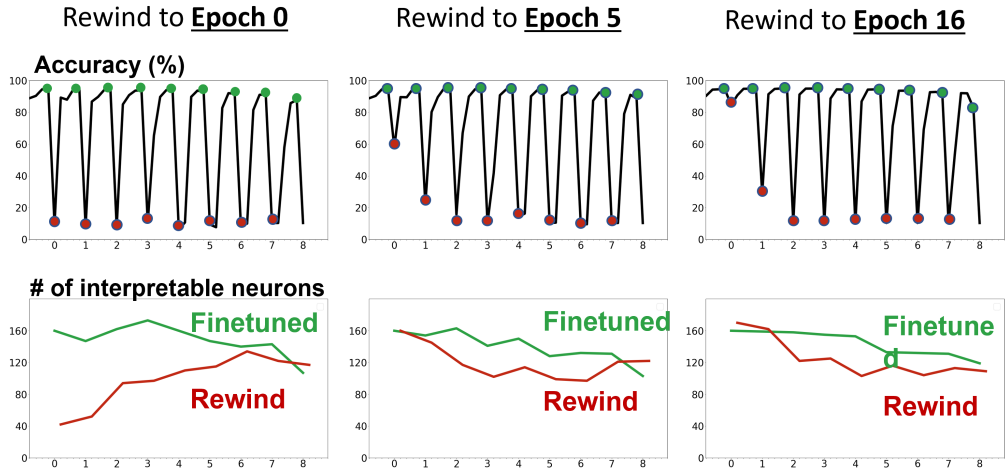 Rewind to Epoch 0
Rewind to Epoch 5
Rewind to Epoch 16
Accuracy (%)
100
80
60
40
20
0
0 1 2 3 4 5 6 7 8
100
80
60
40
20
0
0 1 2 3 4 5 6 7 8
100
80
60
40
20
0
0 1 2 3 4 5 6 7 8
# of interpretable neurons
160
120
80
40
0
0 1 2 3 4 5 6 7 8
Finetuned
Rewind
160
120
80
40
0
0 1 2 3 4 5 6 7 8
Finetuned
Rewind
160
120
80
40
0
0 1 2 3 4 5 6 7 8
Finetune
d
Rewind